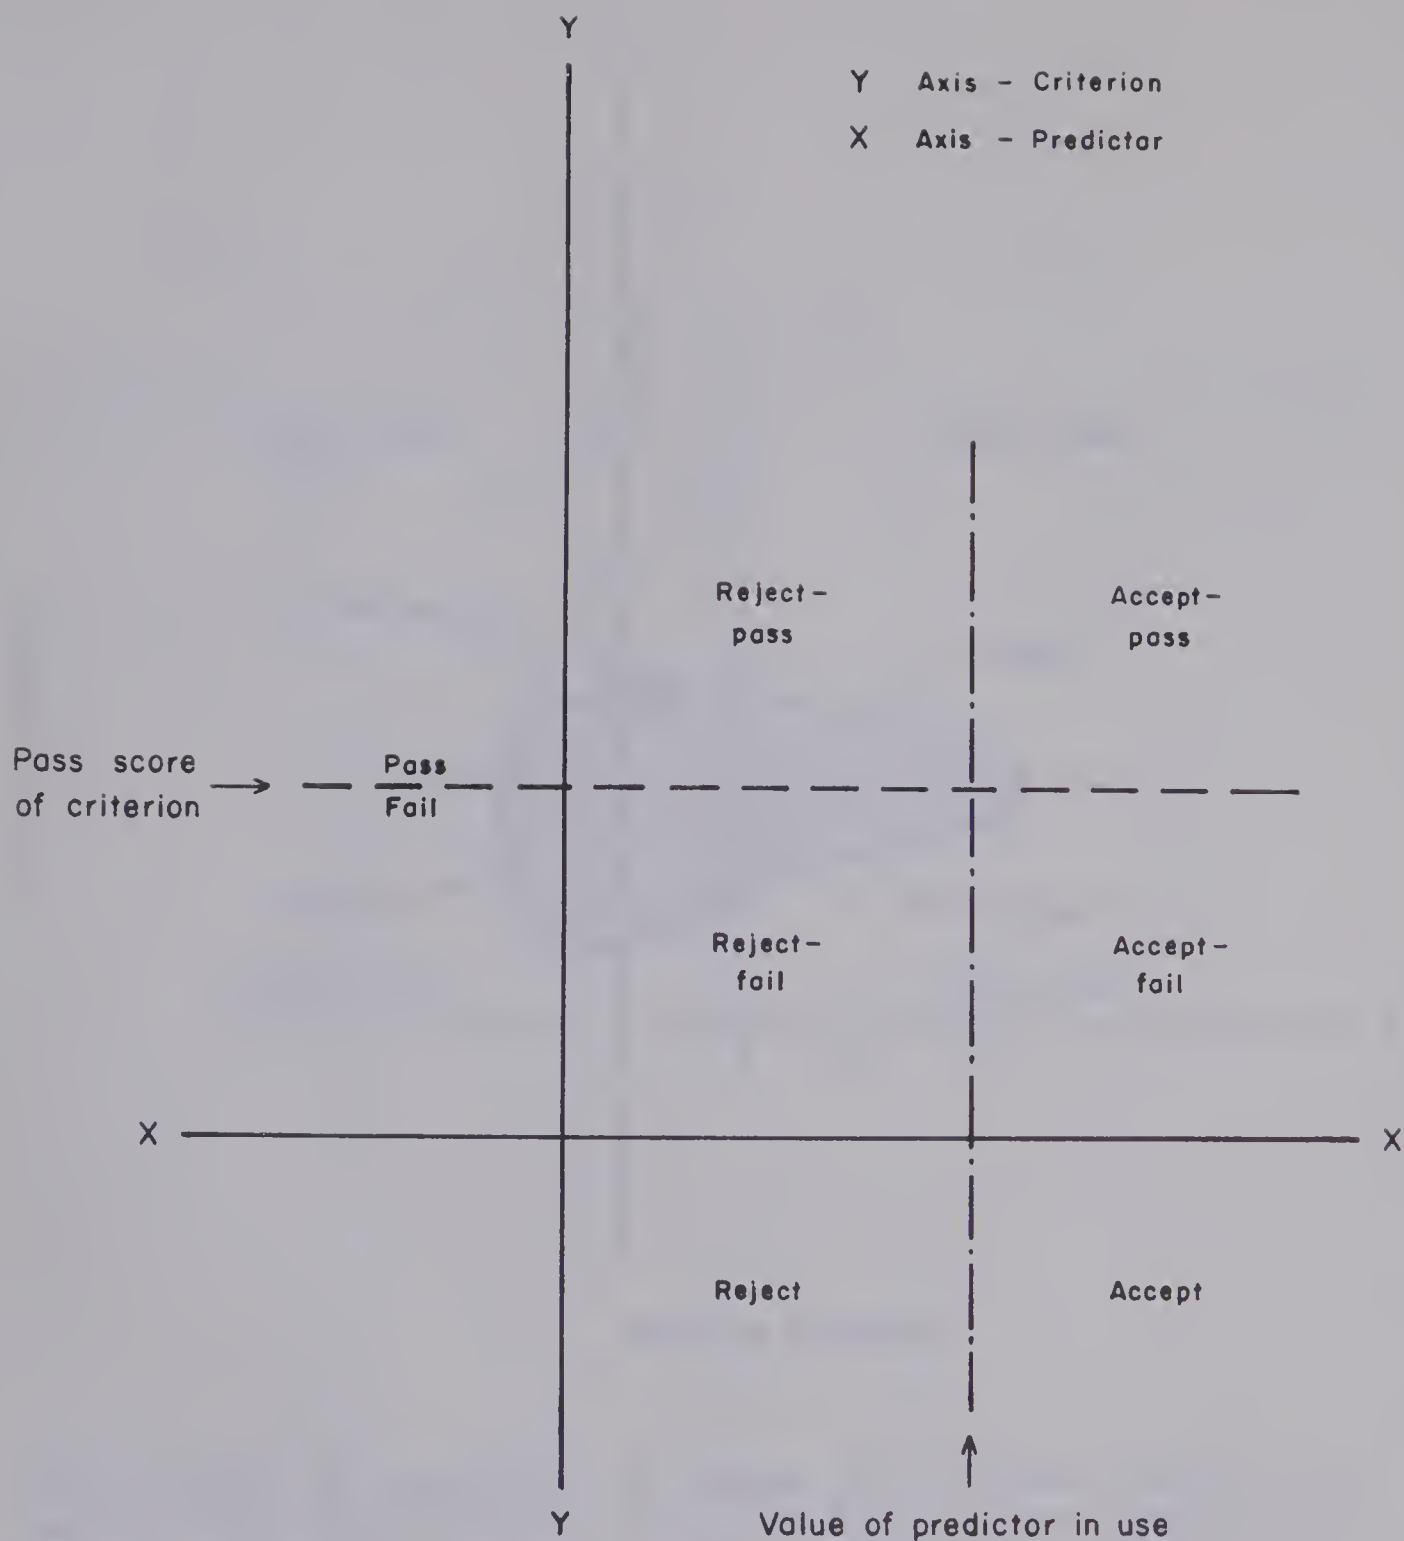 Y
Y Axis - Criterion
X Axis - Predictor
Reject-
pass
Accept-
pass
Pass score
of criterion
Pass
Fail
Reject-
fail
Accept-
fail
X
X
Reject
Accept
Y
Value of predictor in use